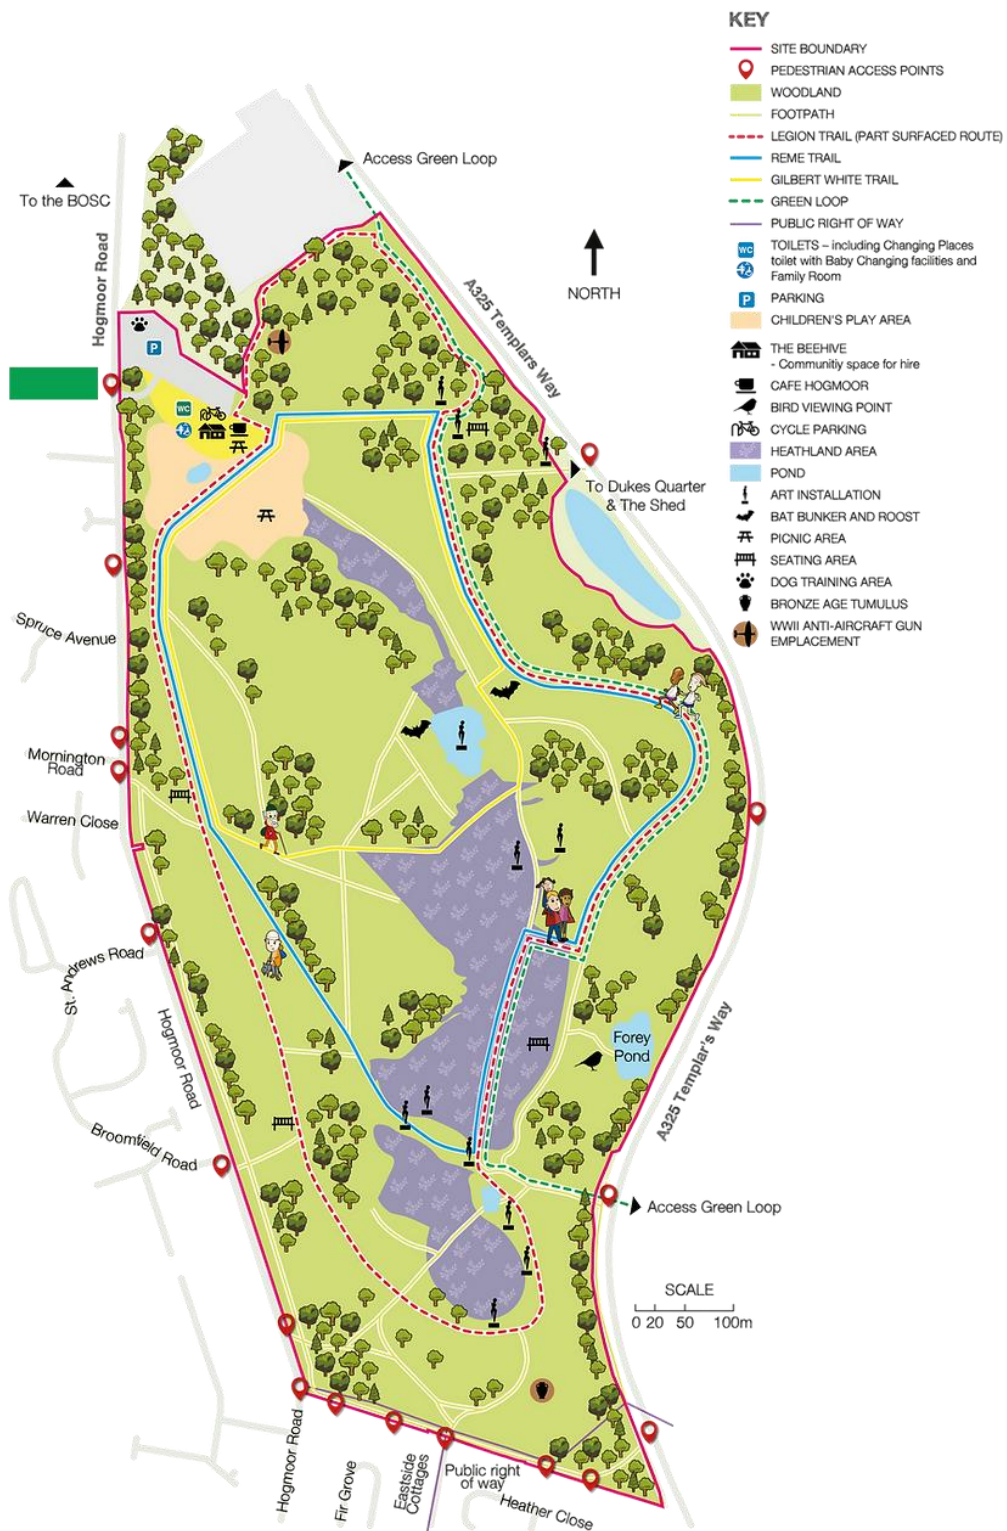 KEY
SITE BOUNDARY
PEDESTRIAN ACCESS POINTS
WOODLAND
FOOTPATH
LEGION TRAIL (PART SURFACED ROUTE)
REME TRAIL
GILBERT WHITE TRAIL
GREEN LOOP
PUBLIC RIGHT OF WAY
WC
TOILETS – including Changing Places
toilet with Baby Changing facilities and
Family Room
P
PARKING
CHILDREN'S PLAY AREA
THE BEEHIVE
- Communitiy space for hire
CAFE HOGMOOR
BIRD VIEWING POINT
CYCLE PARKING
HEATHLAND AREA
POND
ART INSTALLATION
BAT BUNKER AND ROOST
PICNIC AREA
SEATING AREA
DOG TRAINING AREA
BRONZE AGE TUMULUS
WWII ANTI-AIRCRAFT GUN
EMPLACEMENT
Access Green Loop
To the BOSC
Hogmoor Road
NORTH
A325 Templars Way
P
WC
To Dukes Quarter
& The Shed
Spruce Avenue
Mornington
Road
Warren Close
St. Andrews Road
Hogmoor Road
Forey
Pond
A325 Templar's Way
Broomfield Road
Access Green Loop
SCALE
0 20 50 100m
Hogmoor Road
Fir Grove
Eastside
Cottages
Public right
of way
Heather Close